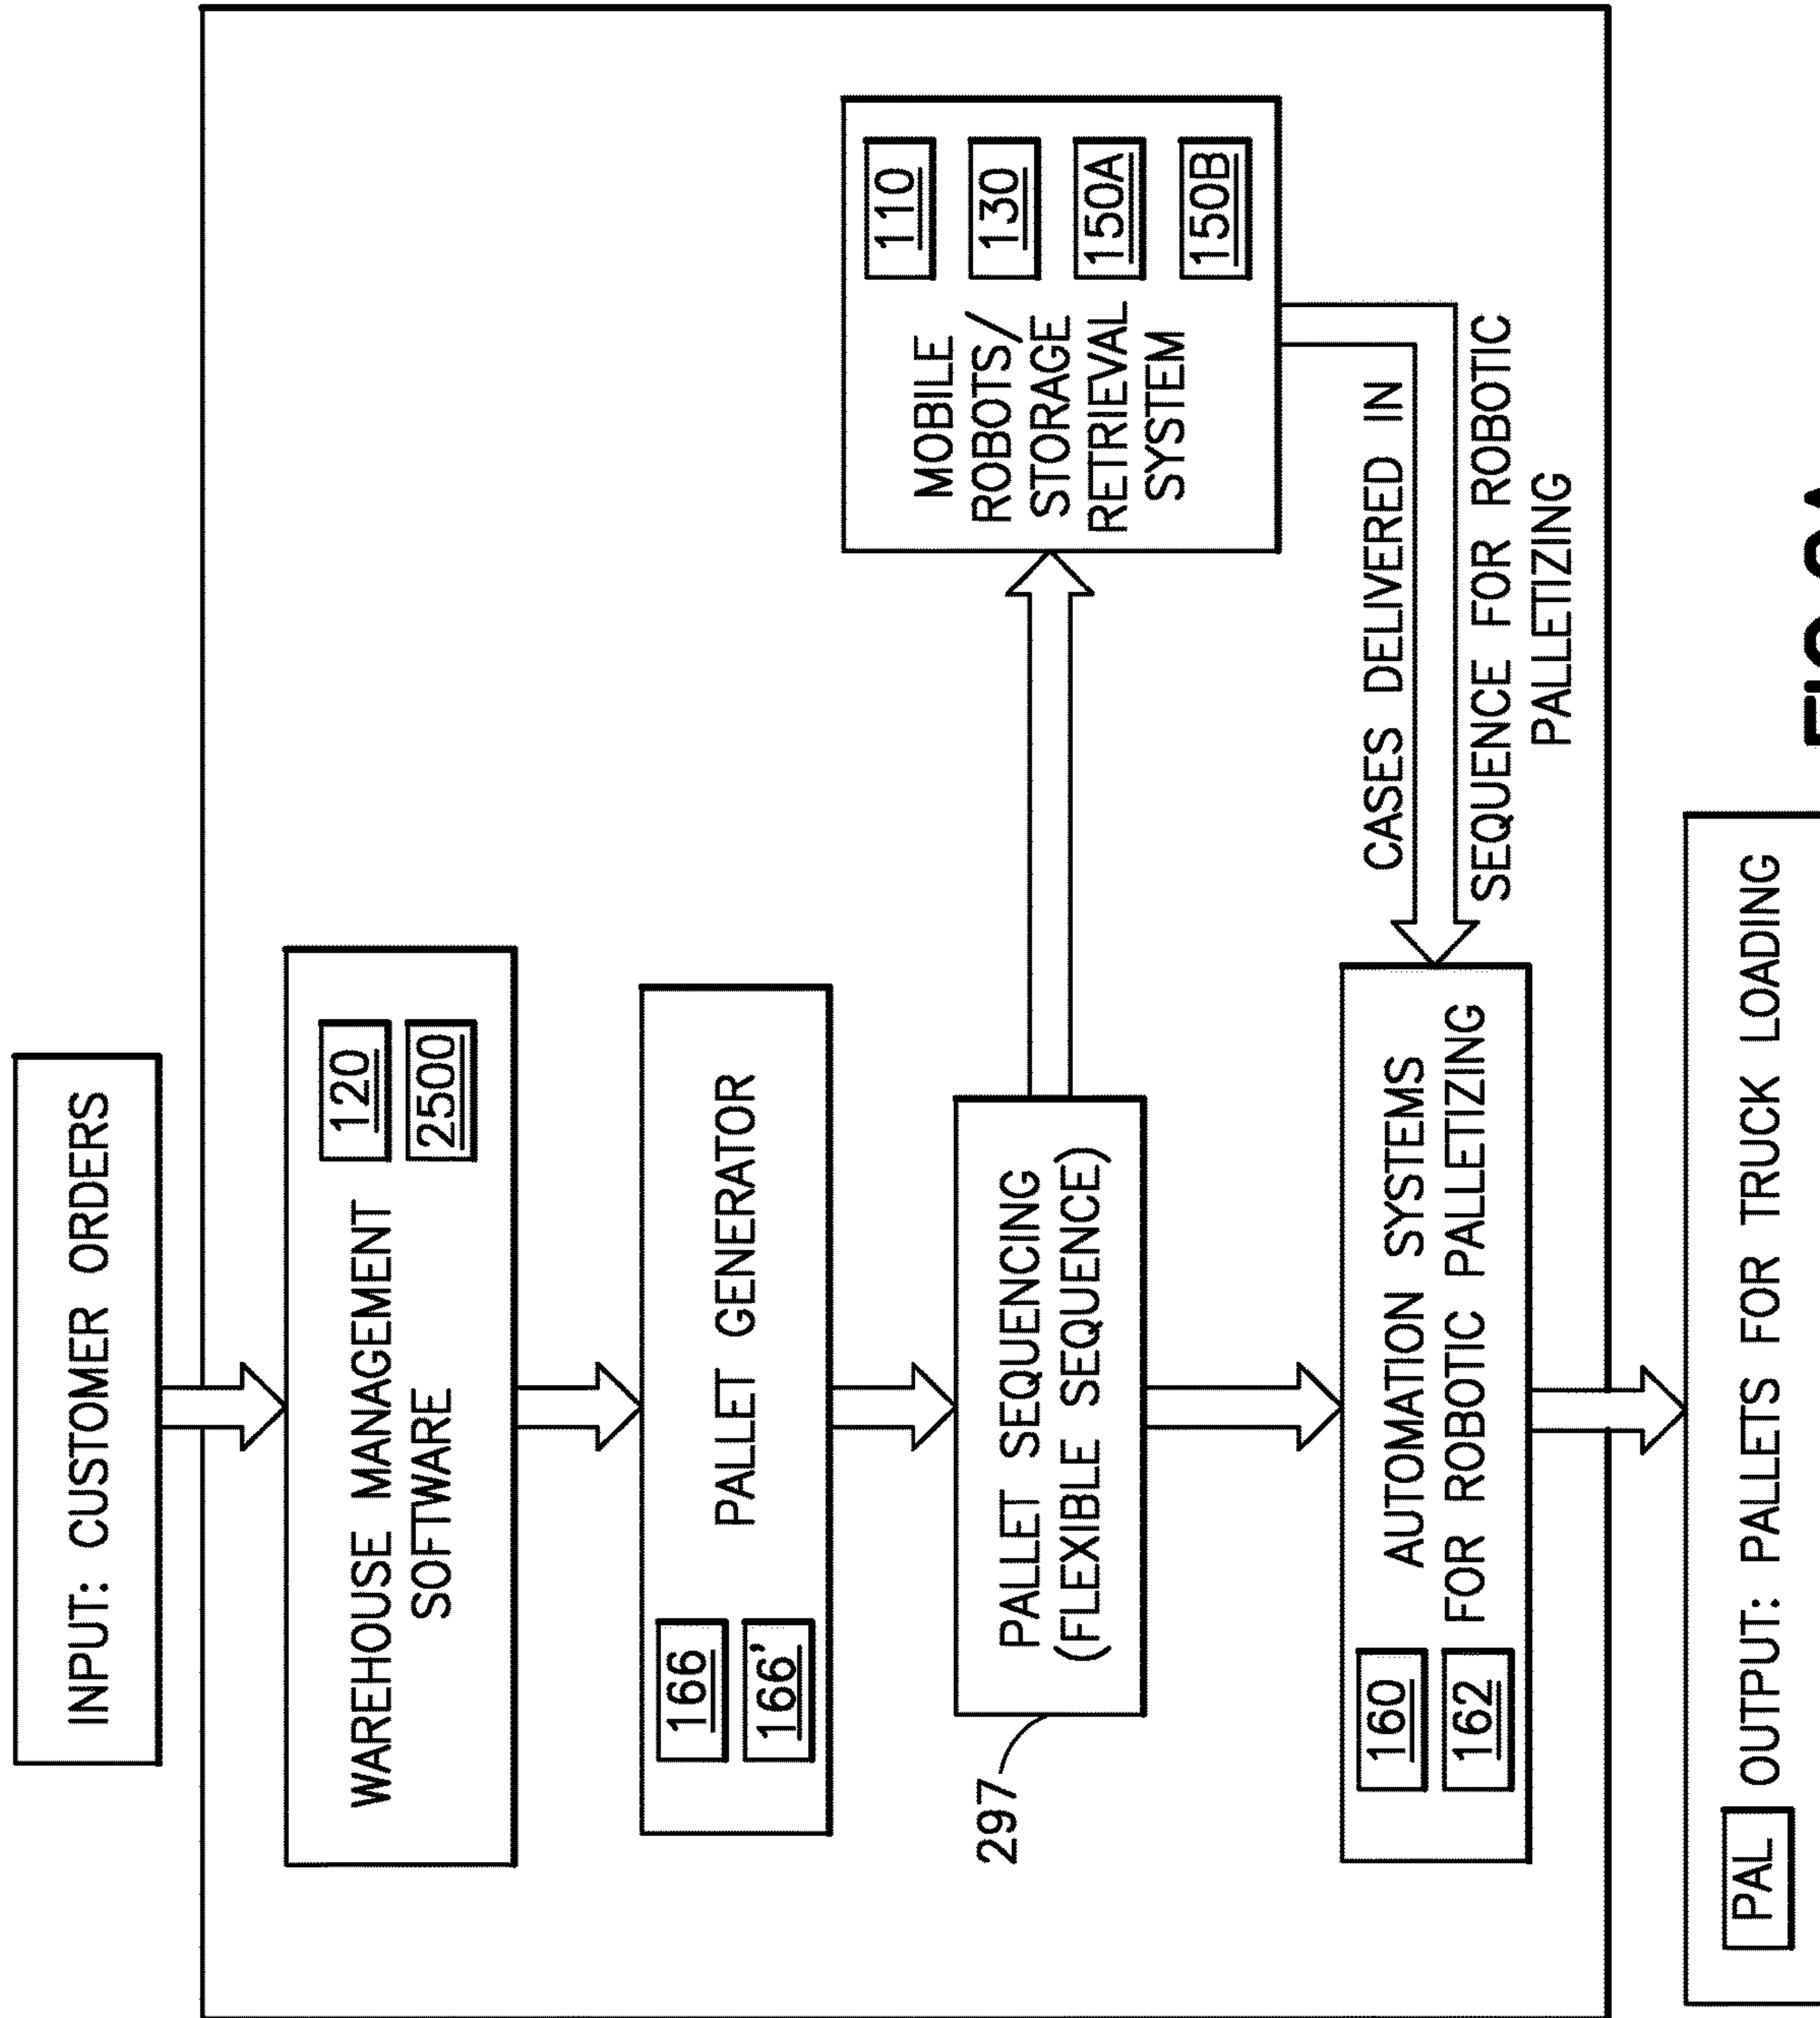 INPUT: CUSTOMER ORDERS
WAREHOUSE MANAGEMENT
SOFTWARE
120
2500
166
166'
PALLET GENERATOR
297
PALLET SEQUENCING
(FLEXIBLE SEQUENCE)
MOBILE
ROBOTS/
STORAGE
RETRIEVAL
SYSTEM
110
130
150A
150B
CASES DELIVERED IN
SEQUENCE FOR ROBOTIC
PALLETIZING
160
162
AUTOMATION SYSTEMS
FOR ROBOTIC PALLETIZING
PAL
OUTPUT: PALLETS FOR TRUCK LOADING